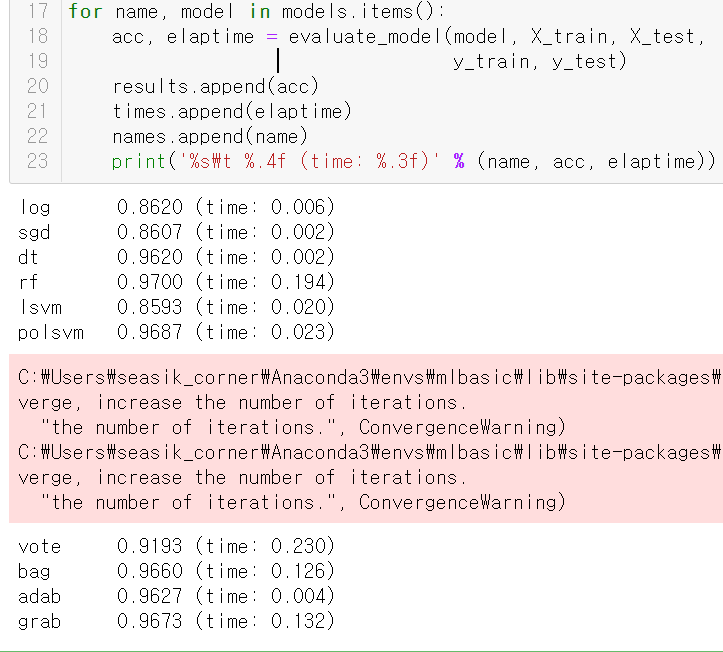 17 for name, model in models.items():
18     acc, elaptime = evaluate_model(model, X_train, X_test,
19                                    y_train, y_test)
20     results.append(acc)
21     times.append(elaptime)
22     names.append(name)
23     print('%s₩t %.4f (time: %.3f)' % (name, acc, elaptime))
log      0.8620 (time: 0.006)
sgd      0.8607 (time: 0.002)
dt       0.9620 (time: 0.002)
rf       0.9700 (time: 0.194)
lsvm     0.8593 (time: 0.020)
polsvm   0.9687 (time: 0.023)
C:₩Users₩seasik_corner₩Anaconda3₩envs₩mlbasic₩lib₩site-packages₩
verge, increase the number of iterations.
  "the number of iterations.", ConvergenceWarning)
C:₩Users₩seasik_corner₩Anaconda3₩envs₩mlbasic₩lib₩site-packages₩
verge, increase the number of iterations.
  "the number of iterations.", ConvergenceWarning)
vote     0.9193 (time: 0.230)
bag      0.9660 (time: 0.126)
adab     0.9627 (time: 0.004)
grab     0.9673 (time: 0.132)